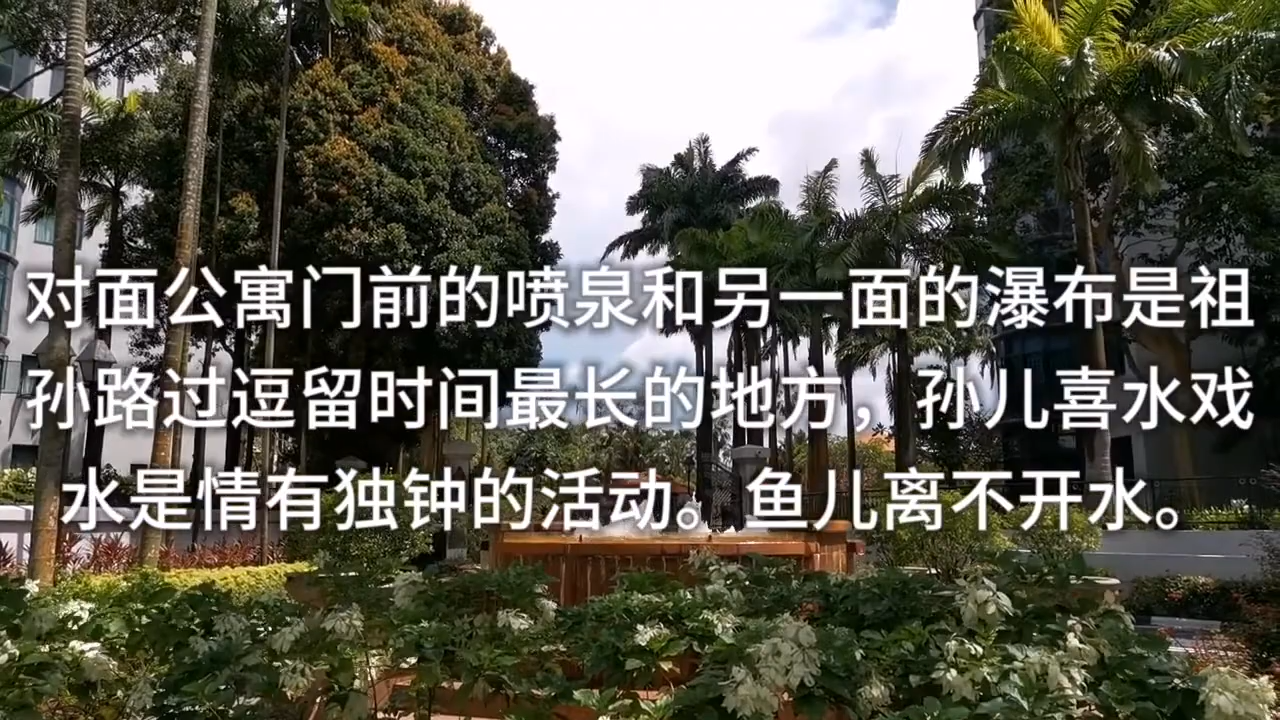 对面公寓门前的喷泉和另一面的瀑布是祖
孙路过逗留时间最长的地方，孙儿喜水戏
水是情有独钟的活动。鱼儿离不开水。